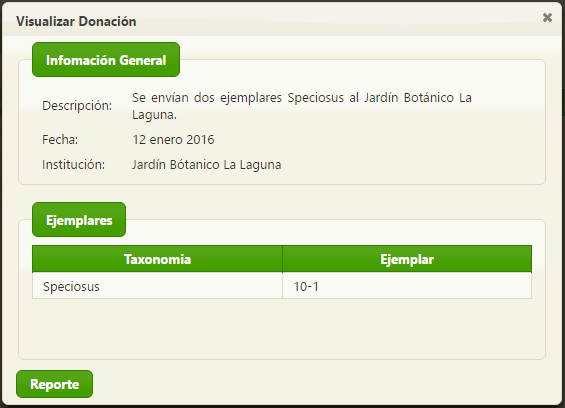 Visualizar Donación
Infomación General
Descripción: Se envían dos ejemplares Speciosus al Jardín Botánico La
Laguna.
Fecha: 12 enero 2016
Institución: Jardín Bótanico La Laguna
Ejemplares
Taxonomia Ejemplar
Speciosus 10-1
Reporte